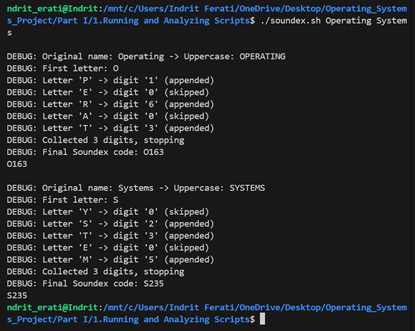 ndrit_erati@Indrit:/mnt/c/Users/Indrit Ferati/OneDrive/Desktop/Operating_System
s_Project/Part I/1.Running and Analyzing Scripts$ ./soundex.sh Operating System
s
DEBUG: Original name: Operating -> Uppercase: OPERATING
DEBUG: First letter: O
DEBUG: Letter 'P' -> digit '1' (appended)
DEBUG: Letter 'E' -> digit '0' (skipped)
DEBUG: Letter 'R' -> digit '6' (appended)
DEBUG: Letter 'A' -> digit '0' (skipped)
DEBUG: Letter 'T' -> digit '3' (appended)
DEBUG: Collected 3 digits, stopping
DEBUG: Final Soundex code: O163
O163
DEBUG: Original name: Systems -> Uppercase: SYSTEMS
DEBUG: First letter: S
DEBUG: Letter 'Y' -> digit '0' (skipped)
DEBUG: Letter 'S' -> digit '2' (appended)
DEBUG: Letter 'T' -> digit '3' (appended)
DEBUG: Letter 'E' -> digit '0' (skipped)
DEBUG: Letter 'M' -> digit '5' (appended)
DEBUG: Collected 3 digits, stopping
DEBUG: Final Soundex code: S235
S235
ndrit_erati@Indrit:/mnt/c/Users/Indrit Ferati/OneDrive/Desktop/Operating_System
s_Project/Part I/1.Running and Analyzing Scripts$